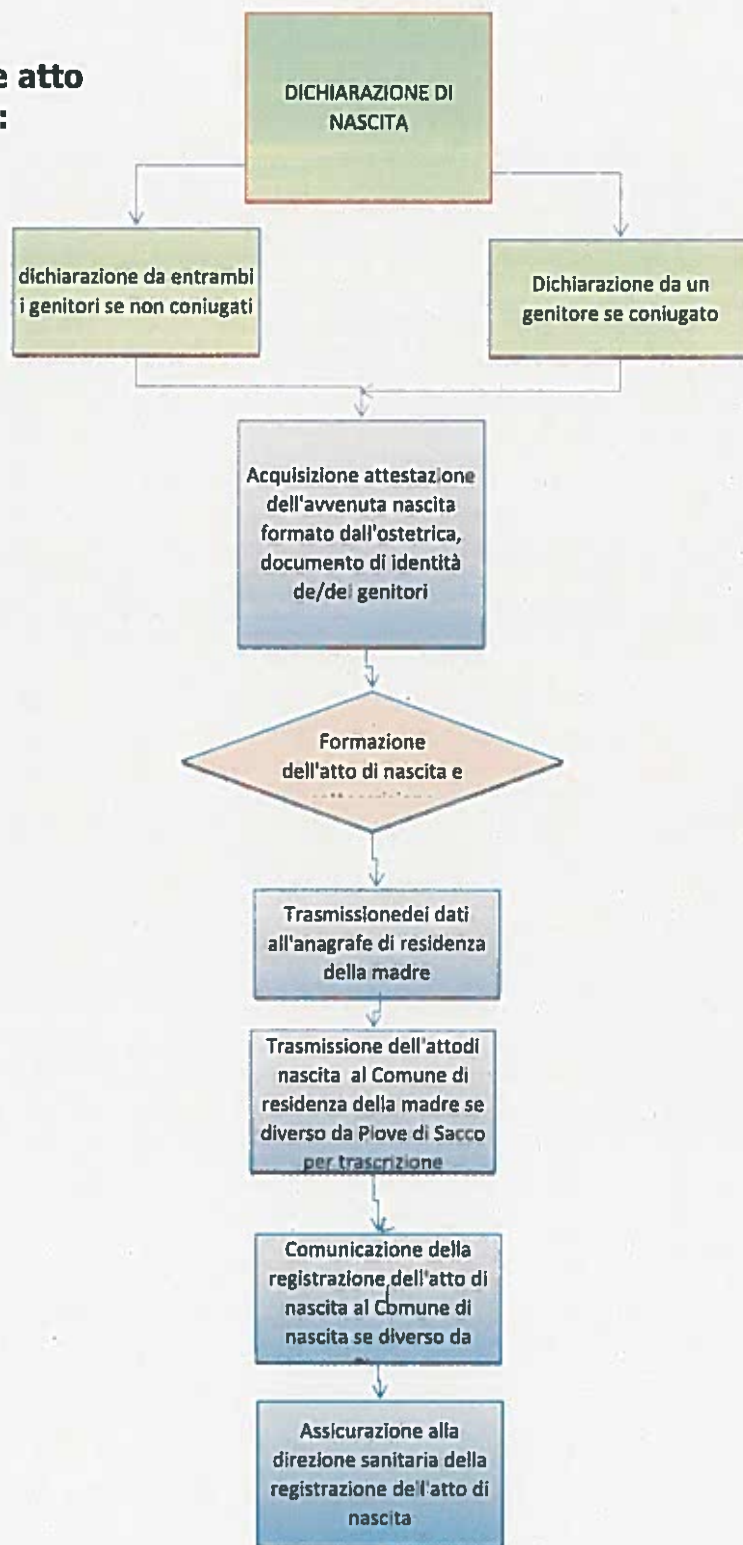 e atto
:
DICHIARAZIONE DI
NASCITA
dichiarazione da entrambi
i genitori se non coniugati
Dichiarazione da un
genitore se coniugato
Acquisizione attestazione
dell'avvenuta nascita
formato dall'ostetrica,
documento di identità
de/dei genitori
Formazione
dell'atto di nascita e
Trasmissionedei dati
all'anagrafe di residenza
della madre
Trasmissione dell'attodi
nascita al Comune di
residenza della madre se
diverso da Piove di Sacco
per trascrizione
Comunicazione della
registrazione dell'atto di
nascita al Comune di
nascita se diverso da
Assicurazione alla
direzione sanitaria della
registrazione dell'atto di
nascita